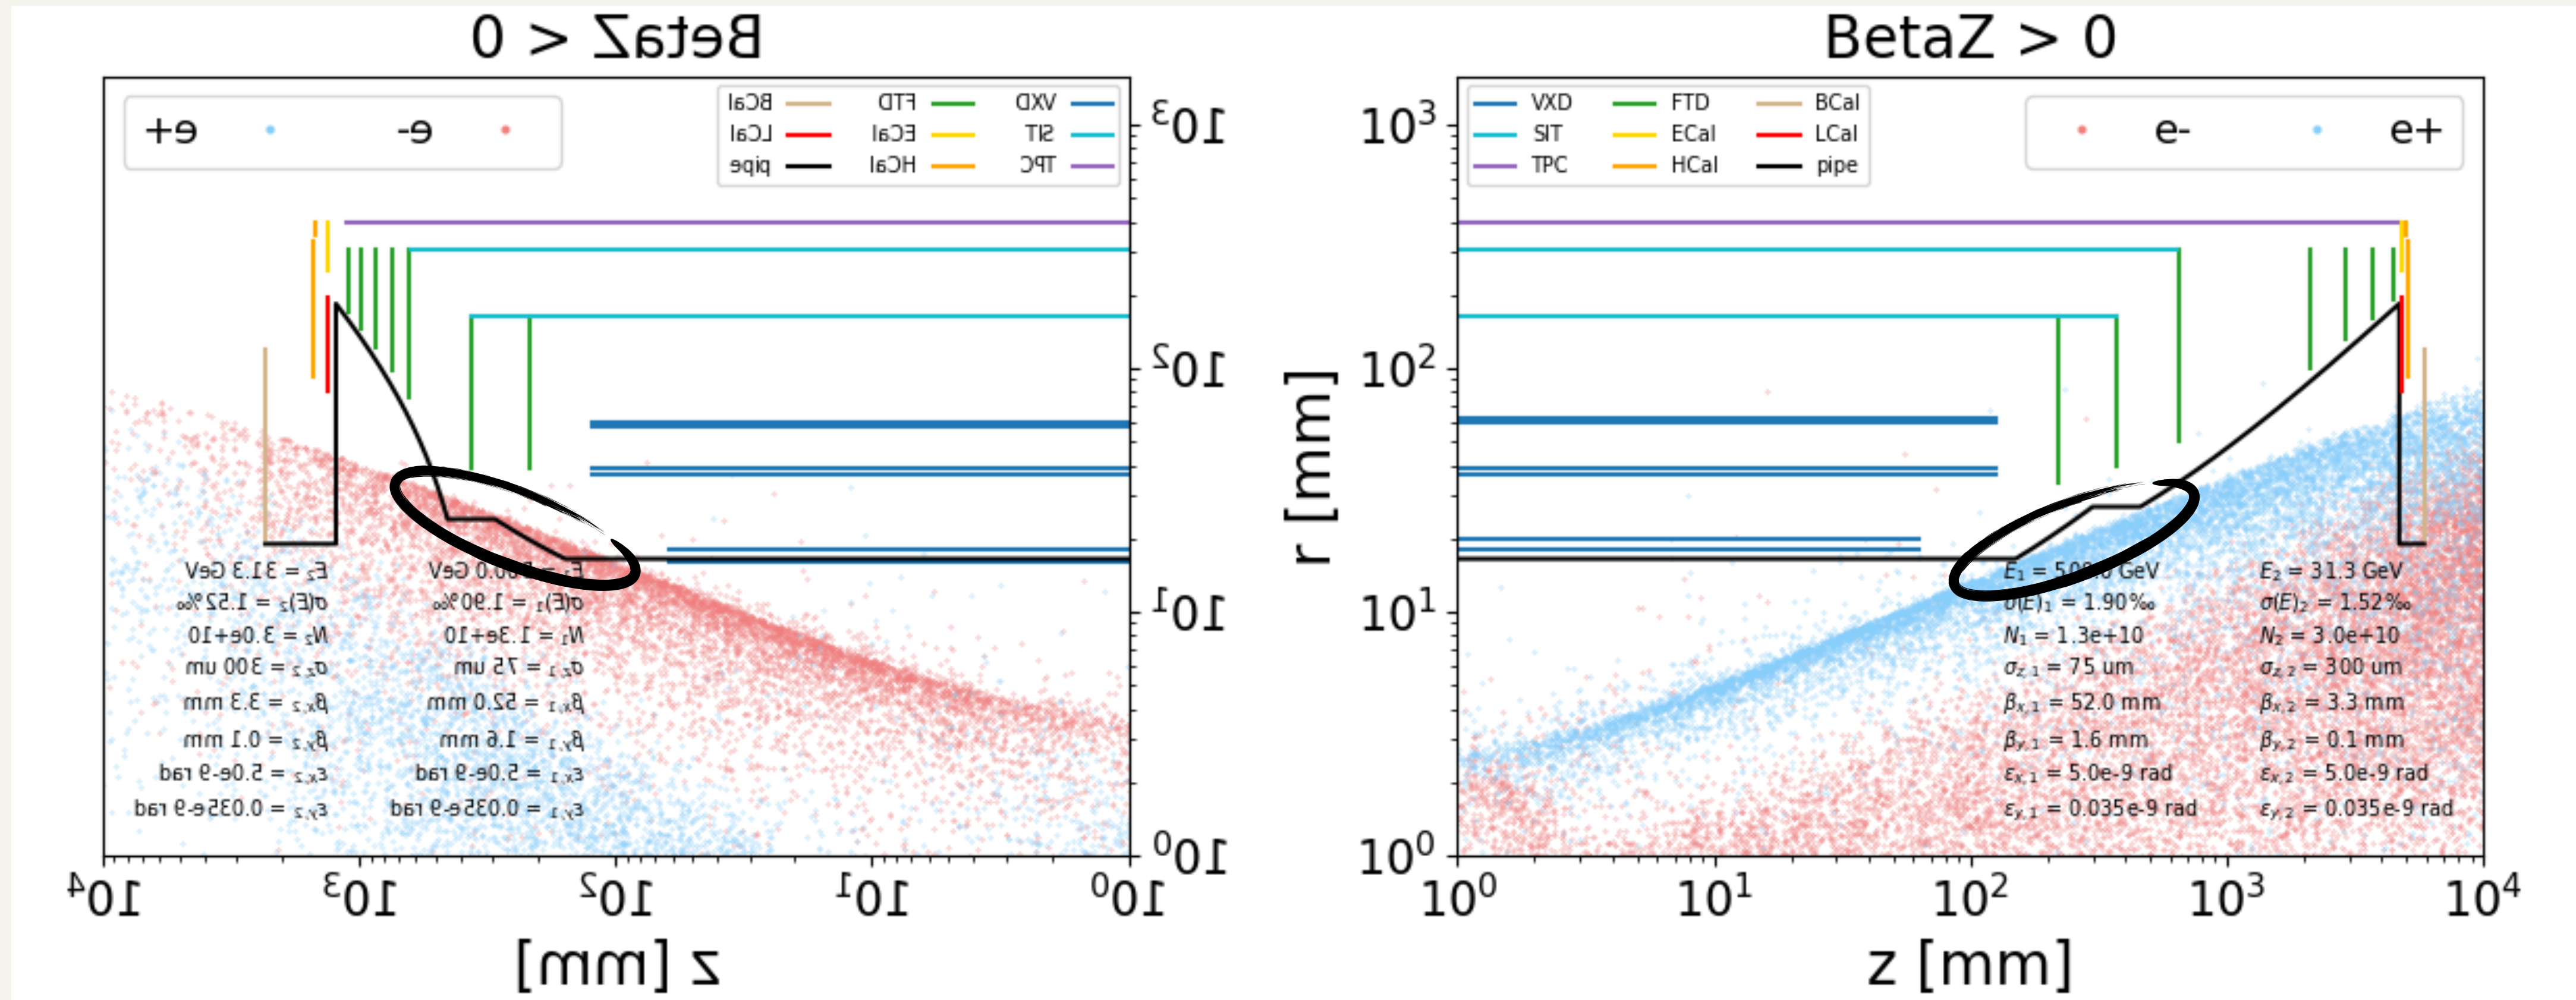 BetaZ < 0
BetaZ > 0
e+ e-
BCal FTD VXD
LCal ECal SIT
pipe HCal TPC
VXD FTD BCal
SIT ECal LCal
TPC HCal pipe
e- e+
10³
10²
10¹
10⁰
r [mm]
10³
10²
10¹
10⁰
E₂ = 31.3 GeV E₁ = 500.0 GeV
σ(E)₂ = 1.52‰ σ(E)₁ = 1.90‰
N₂ = 3.0e+10 N₁ = 1.3e+10
σz,2 = 300 um σz,1 = 75 um
βx,2 = 3.3 mm βx,1 = 52.0 mm
βy,2 = 0.1 mm βy,1 = 1.6 mm
εx,2 = 5.0e-9 rad εx,1 = 5.0e-9 rad
εy,2 = 0.035e-9 rad εy,1 = 0.035e-9 rad
E₁ = 500.0 GeV E₂ = 31.3 GeV
σ(E)₁ = 1.90‰ σ(E)₂ = 1.52‰
N₁ = 1.3e+10 N₂ = 3.0e+10
σz,1 = 75 um σz,2 = 300 um
βx,1 = 52.0 mm βx,2 = 3.3 mm
βy,1 = 1.6 mm βy,2 = 0.1 mm
εx,1 = 5.0e-9 rad εx,2 = 5.0e-9 rad
εy,1 = 0.035e-9 rad εy,2 = 0.035e-9 rad
10⁴ 10³ 10² 10¹ 10⁰
10⁰ 10¹ 10² 10³ 10⁴
z [mm]
z [mm]